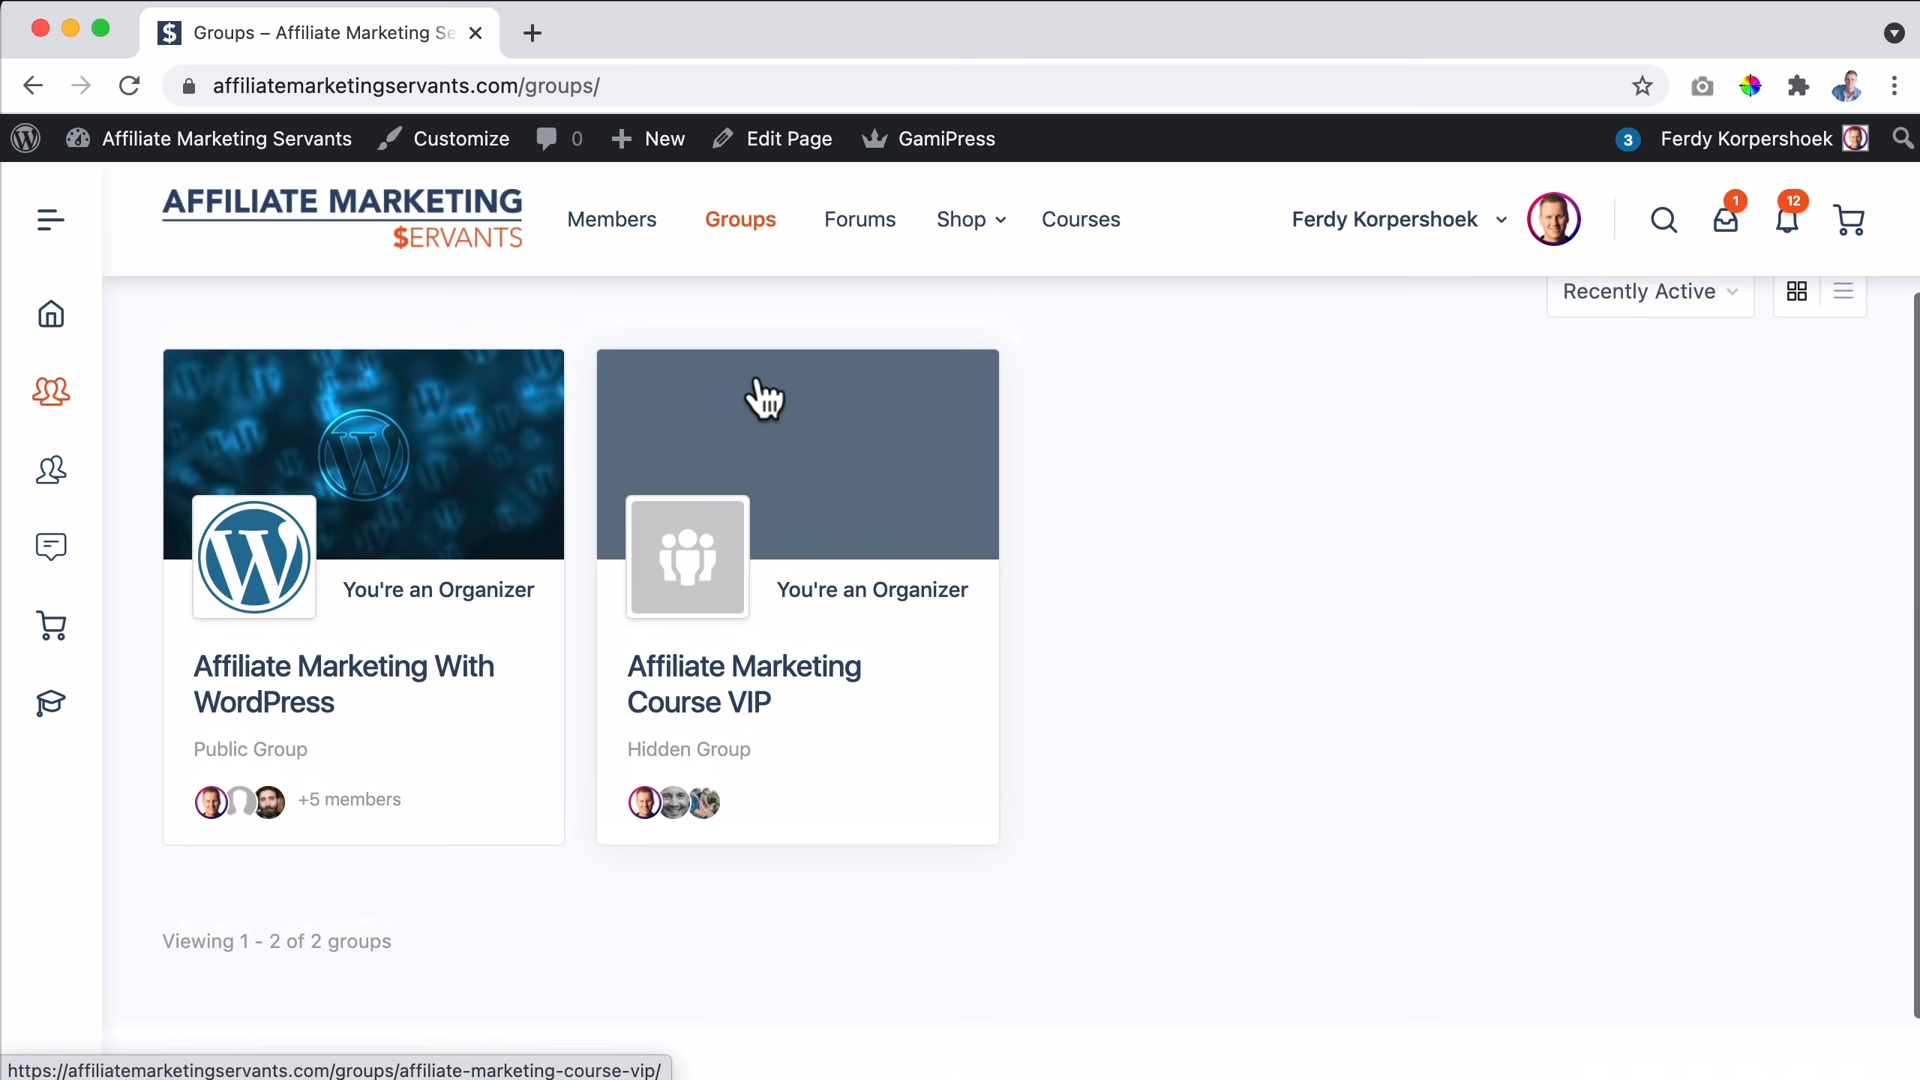 Groups – Affiliate Marketing Se
affiliatemarketingservants.com/groups/
Affiliate Marketing Servants Customize 0 New Edit Page GamiPress 3 Ferdy Korpershoek
AFFILIATE MARKETING
$ERVANTS
Members Groups Forums Shop Courses Ferdy Korpershoek 1 12
Recently Active
You're an Organizer
Affiliate Marketing With
WordPress
Public Group
+5 members
You're an Organizer
Affiliate Marketing
Course VIP
Hidden Group
Viewing 1 - 2 of 2 groups
https://affiliatemarketingservants.com/groups/affiliate-marketing-course-vip/